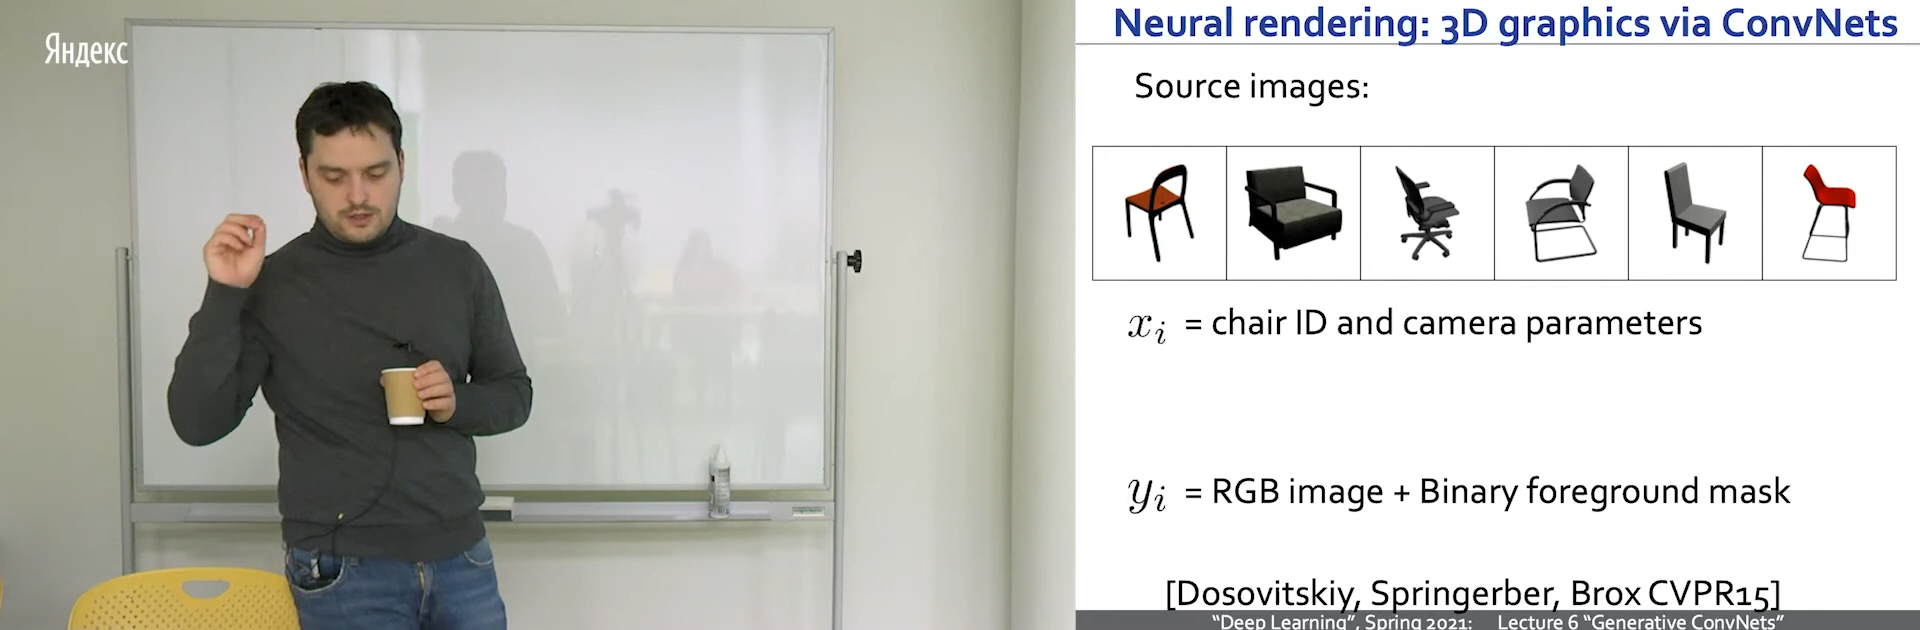 Яндекс
Neural rendering: 3D graphics via ConvNets
Source images:
x_i = chair ID and camera parameters
y_i = RGB image + Binary foreground mask
[Dosovitskiy, Springerber, Brox CVPR15]
"Deep Learning", Spring 2021: Lecture 6 "Generative ConvNets"